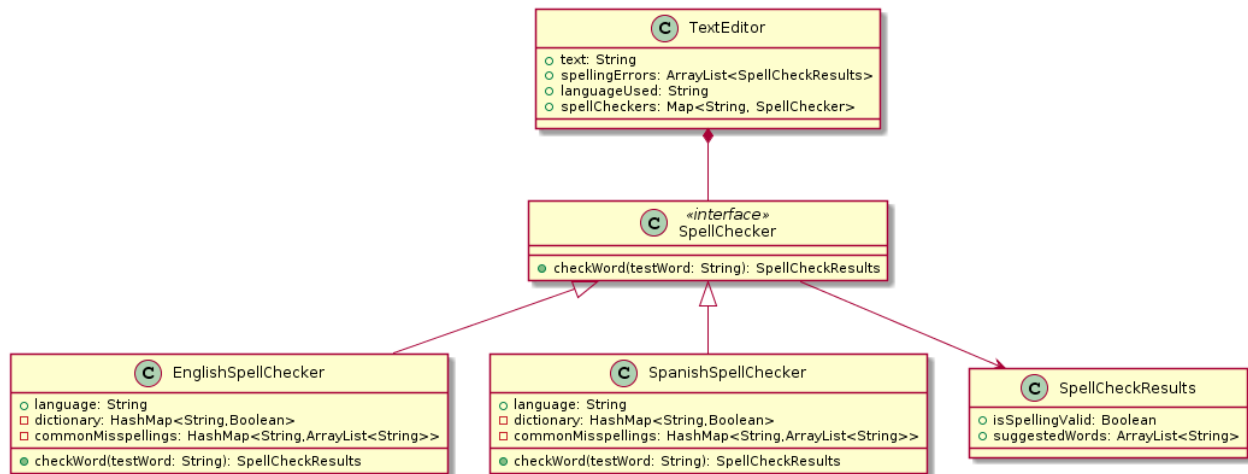 C TextEditor
text: String
spellingErrors: ArrayList<SpellCheckResults>
languageUsed: String
spellCheckers: Map<String, SpellChecker>
«interface»
C SpellChecker
checkWord(testWord: String): SpellCheckResults
C EnglishSpellChecker
language: String
dictionary: HashMap<String,Boolean>
commonMisspellings: HashMap<String,ArrayList<String>>
checkWord(testWord: String): SpellCheckResults
C SpanishSpellChecker
language: String
dictionary: HashMap<String,Boolean>
commonMisspellings: HashMap<String,ArrayList<String>>
checkWord(testWord: String): SpellCheckResults
C SpellCheckResults
isSpellingValid: Boolean
suggestedWords: ArrayList<String>